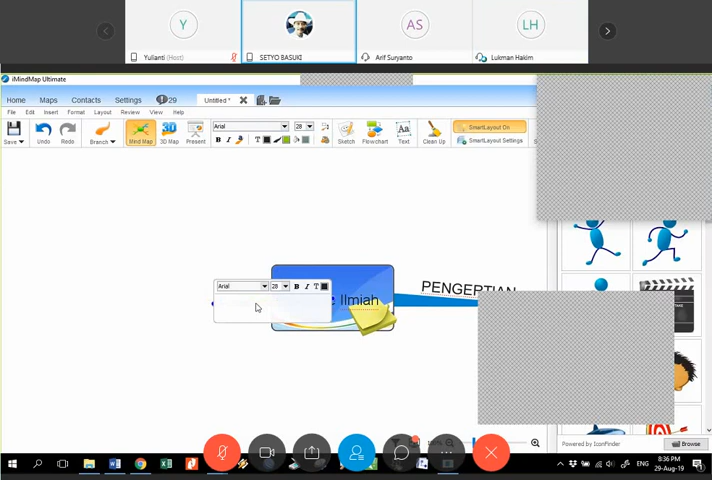 Y
AS
LH
Yulianti (Host)
SETYO BASUKI
Arif Suryanto
Lukman Hakim
iMindMap Ultimate
Home
Maps
Contacts
Settings
29
Untitled *
File
Edit
Insert
Format
Layout
Review
View
Help
Arial
28
SmartLayout On
B
I
T
Save
Undo
Redo
Branch
Mind Map
3D
3D Map
Present
Sketch
Flowchart
Aa
Text
Clean Up
SmartLayout Settings
Arial
28
B
I
T
Ilmiah
PENGERTIAN
Powered by IconFinder
Browse
ENG
8:36 PM
29-Aug-19